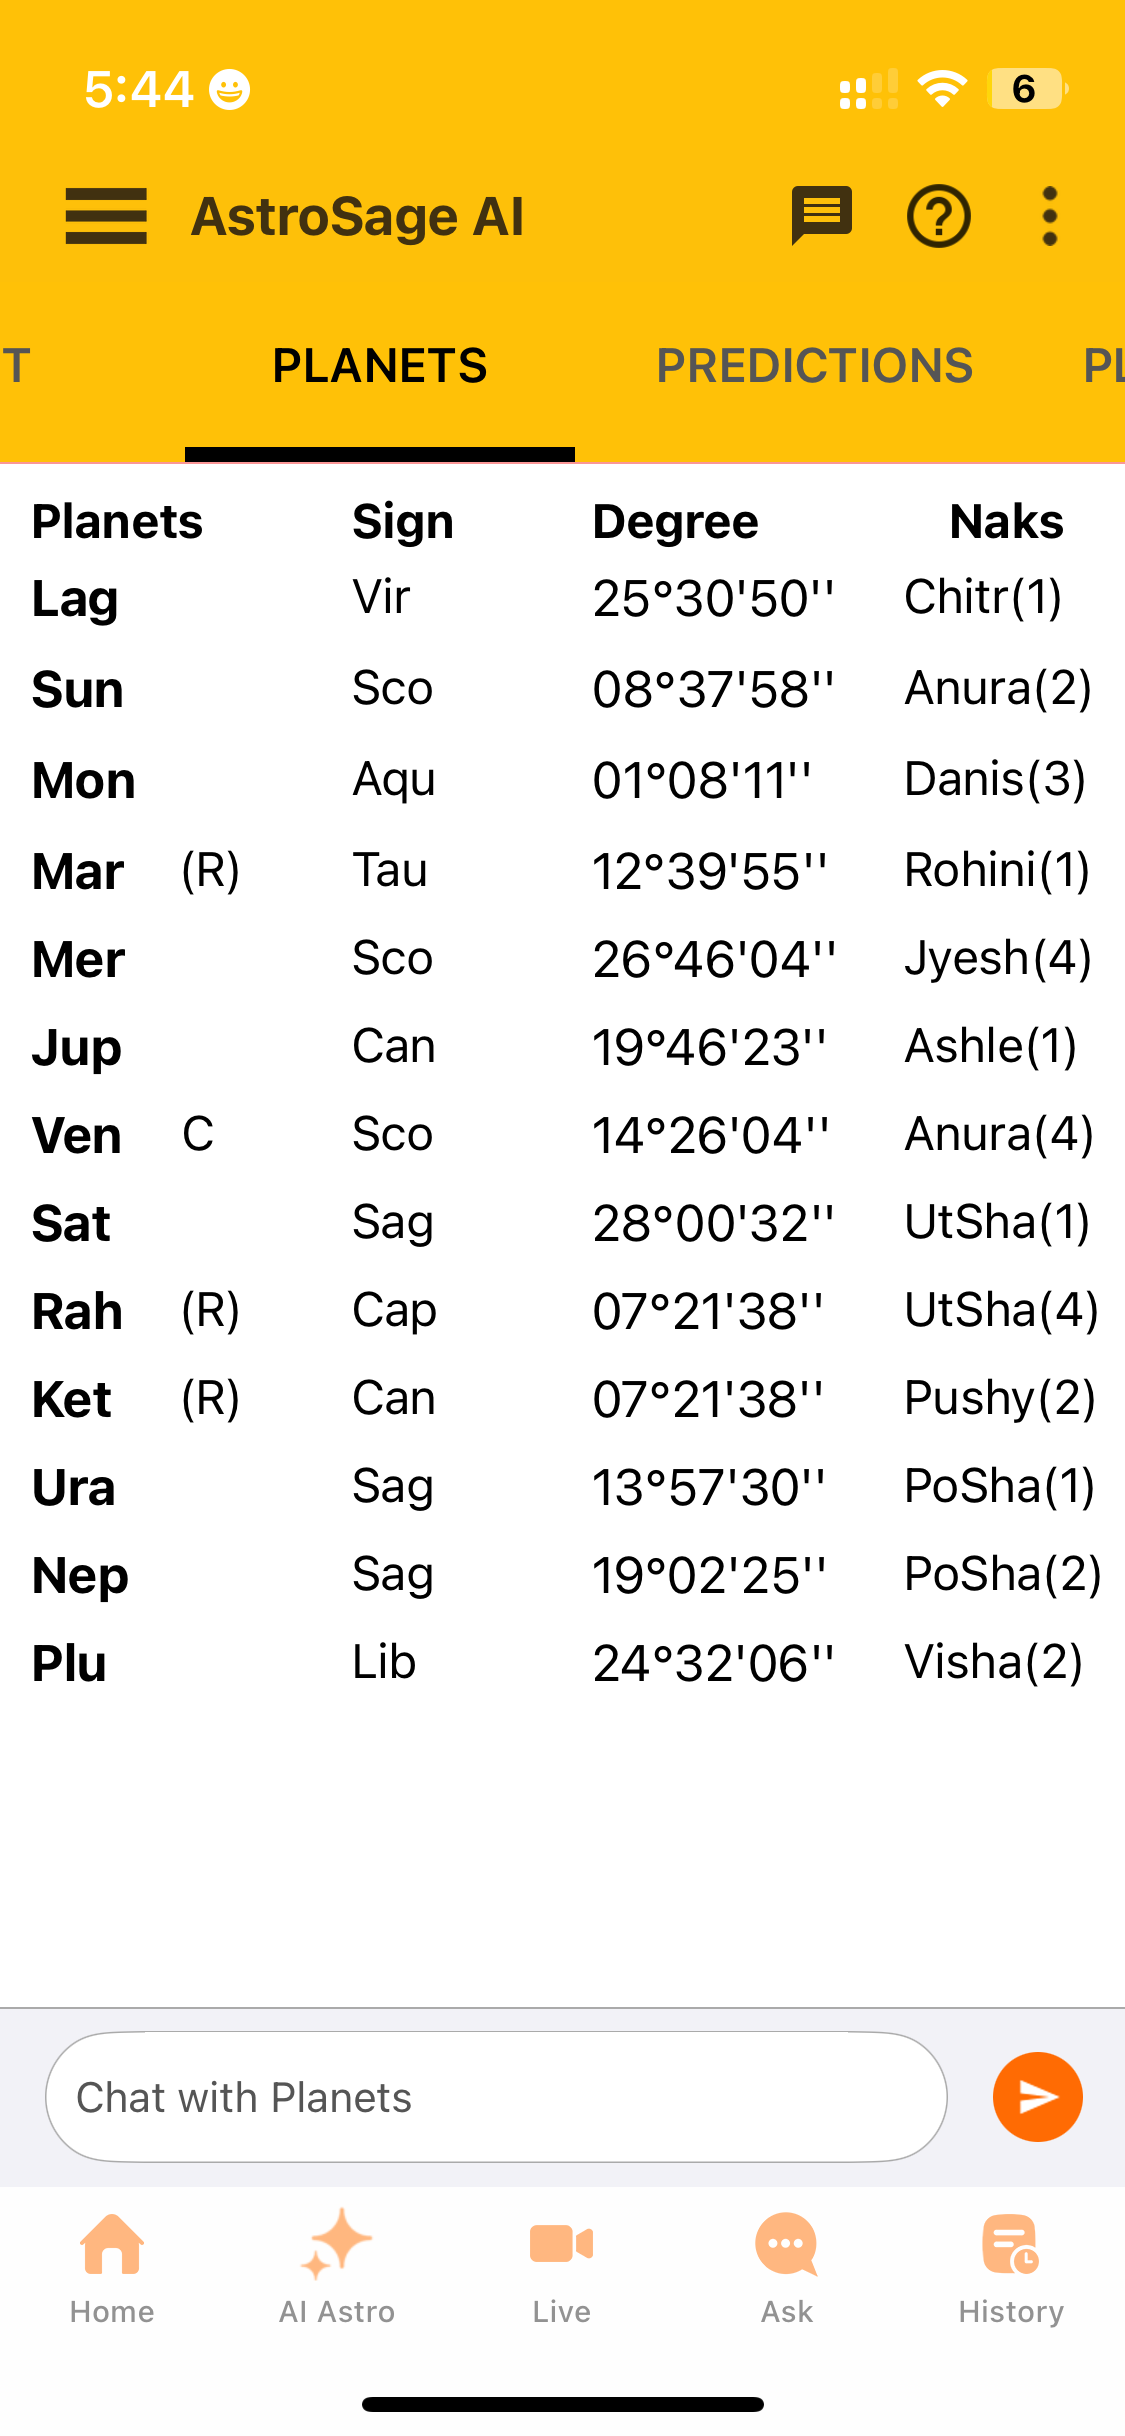 5:44
6
AstroSage AI
T PLANETS PREDICTIONS PL
Planets Sign Degree Naks
Lag Vir 25°30'50'' Chitr(1)
Sun Sco 08°37'58'' Anura(2)
Mon Aqu 01°08'11'' Danis(3)
Mar (R) Tau 12°39'55'' Rohini(1)
Mer Sco 26°46'04'' Jyesh(4)
Jup Can 19°46'23'' Ashle(1)
Ven C Sco 14°26'04'' Anura(4)
Sat Sag 28°00'32'' UtSha(1)
Rah (R) Cap 07°21'38'' UtSha(4)
Ket (R) Can 07°21'38'' Pushy(2)
Ura Sag 13°57'30'' PoSha(1)
Nep Sag 19°02'25'' PoSha(2)
Plu Lib 24°32'06'' Visha(2)
Chat with Planets
Home AI Astro Live Ask History